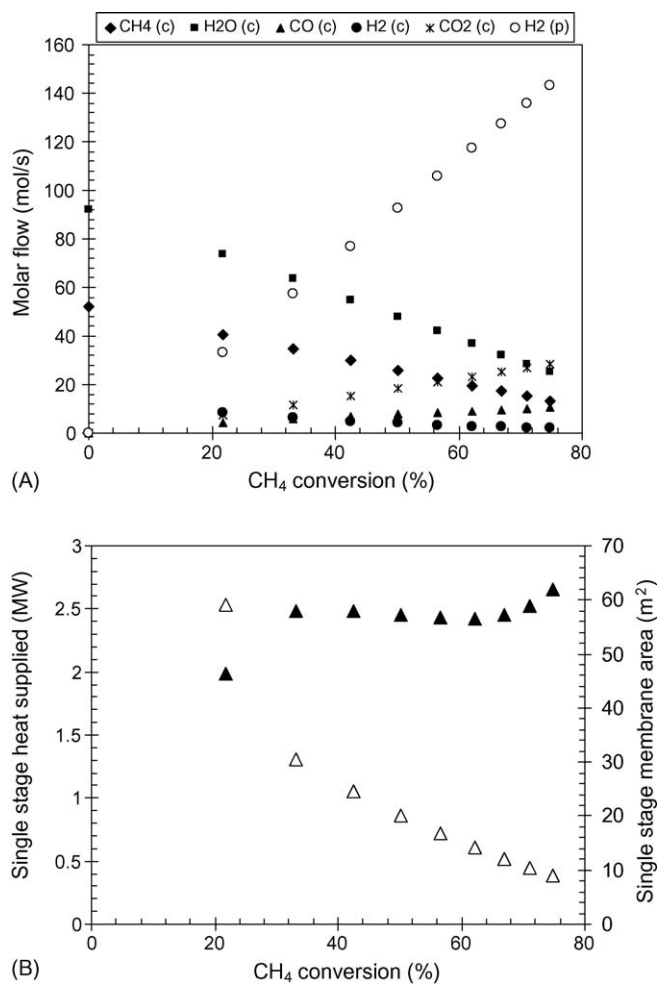 ◆ CH4 (c) ■ H2O (c) ▲ CO (c) ● H2 (c) ✳ CO2 (c) ○ H2 (p)
160
140
120
100
80
60
40
20
0
Molar flow (mol/s)
0 20 40 60 80
CH₄ conversion (%)
(A)
3
2.5
2
1.5
1
0.5
0
Single stage heat supplied (MW)
70
60
50
40
30
20
10
0
Single stage membrane area (m²)
0 20 40 60 80
CH₄ conversion (%)
(B)